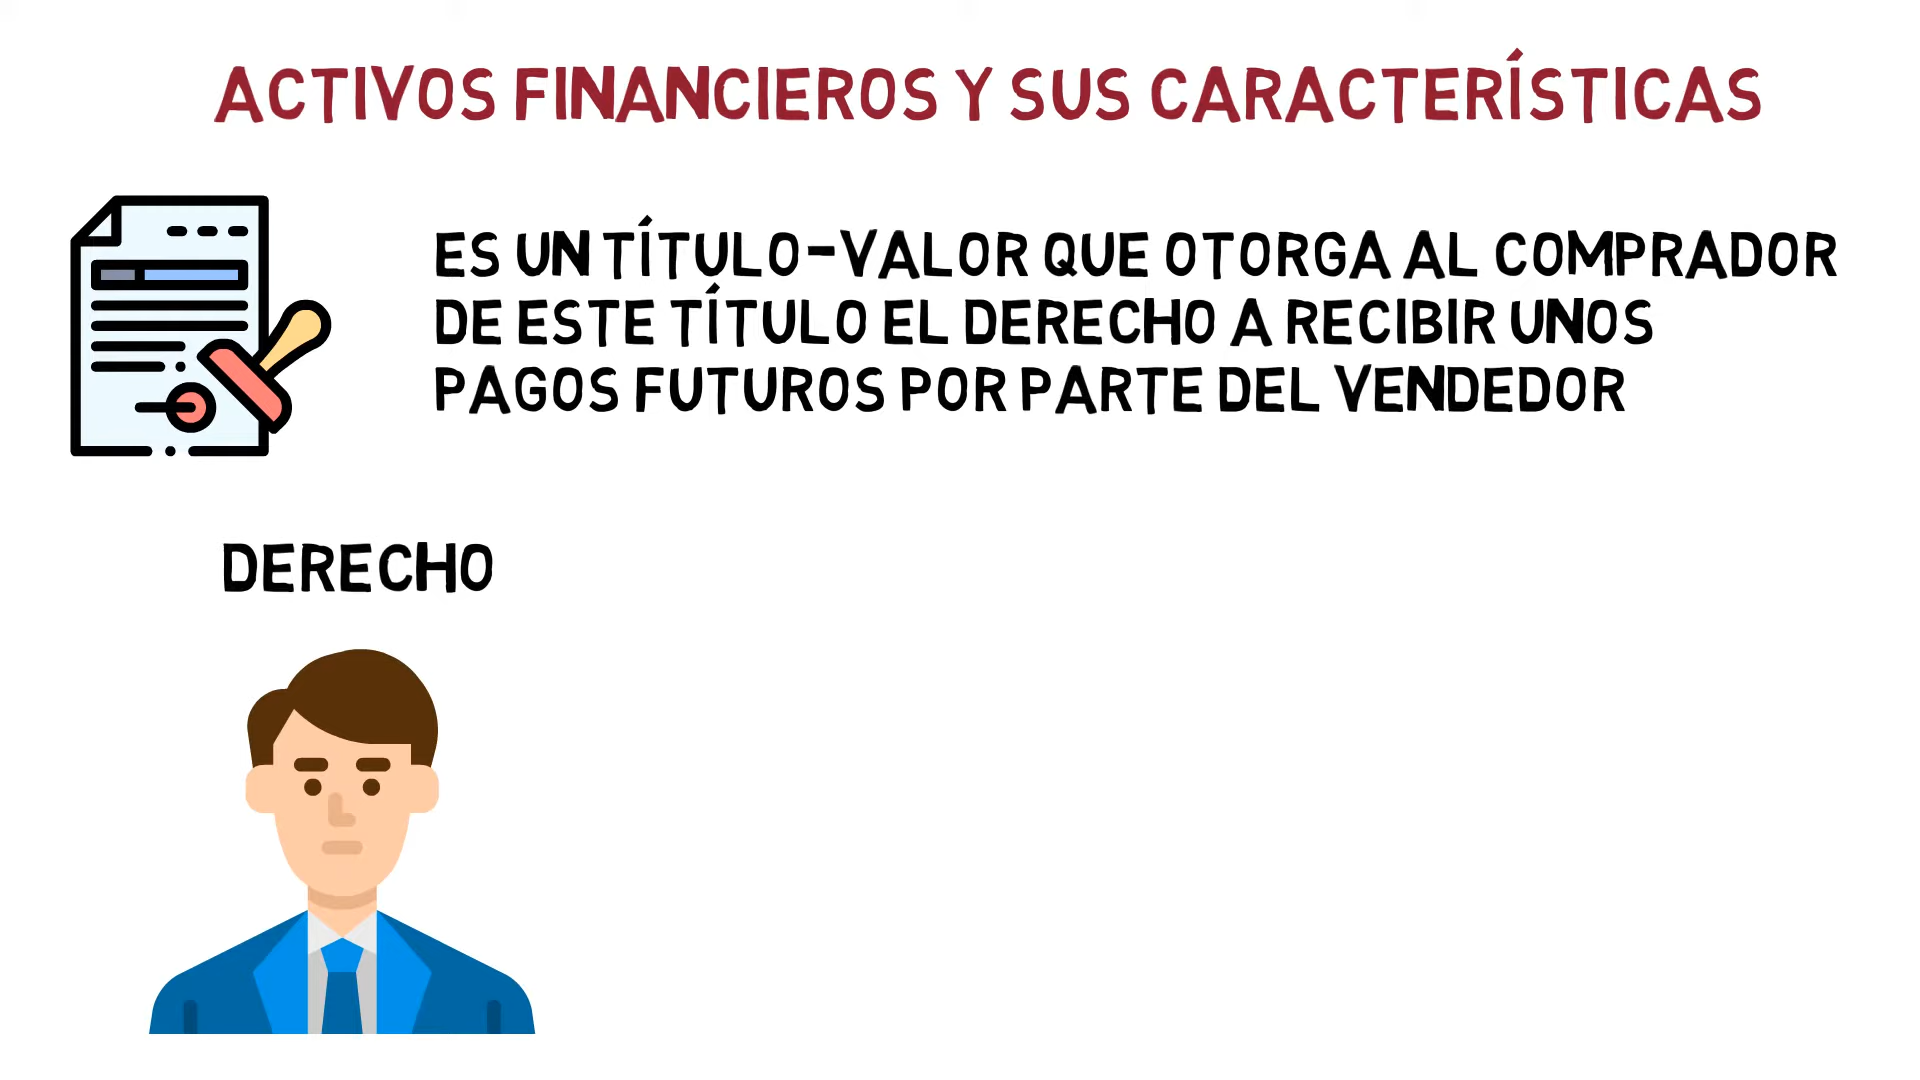 ACTIVOS FINANCIEROS Y SUS CARACTERÍSTICAS
ES UN TÍTULO-VALOR QUE OTORGA AL COMPRADOR
DE ESTE TÍTULO EL DERECHO A RECIBIR UNOS
PAGOS FUTUROS POR PARTE DEL VENDEDOR
DERECHO